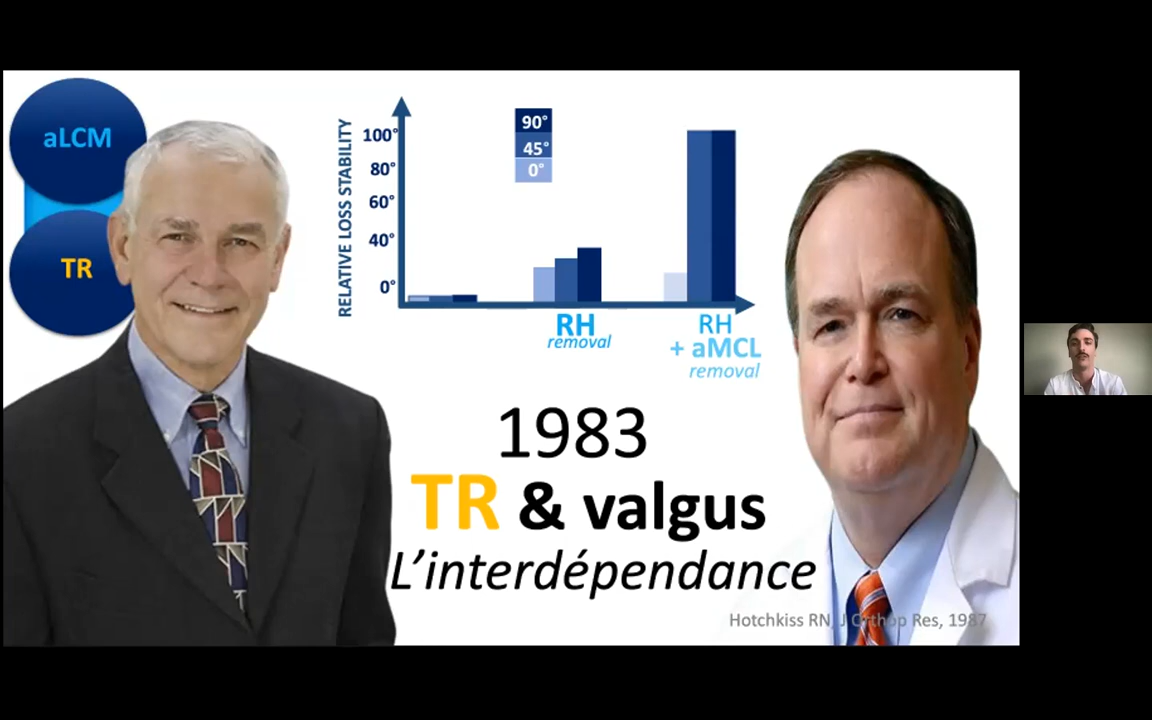 aLCM
TR
RELATIVE LOSS STABILITY
100°
80°
60°
40°
0°
90°
45°
0°
RH
removal
RH
+ aMCL
removal
1983
TR & valgus
L'interdépendance
Hotchkiss RN, J Orthop Res, 1987